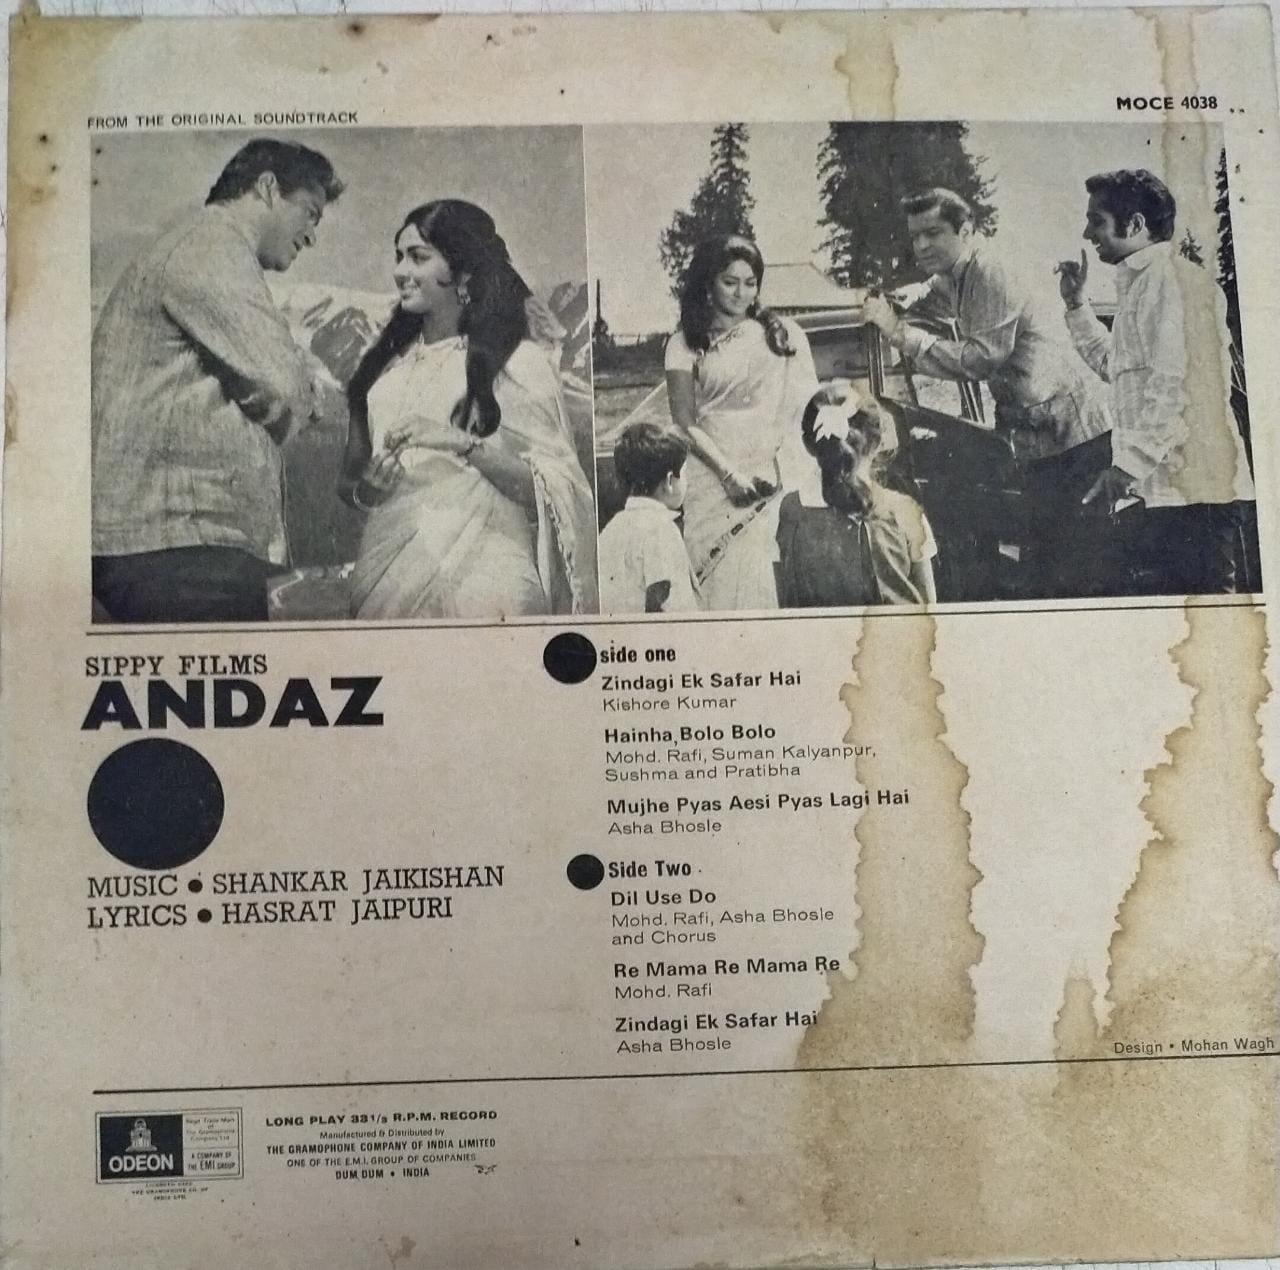 FROM THE ORIGINAL SOUNDTRACK
MOCE 4038
SIPPY FILMS
ANDAZ
MUSIC • SHANKAR JAIKISHAN
LYRICS • HASRAT JAIPURI
side one
Zindagi Ek Safar Hai
Kishore Kumar
Hainha, Bolo Bolo
Mohd. Rafi, Suman Kalyanpur,
Sushma and Pratibha
Mujhe Pyas Aesi Pyas Lagi Hai
Asha Bhosle
Side Two
Dil Use Do
Mohd. Rafi, Asha Bhosle
and Chorus
Re Mama Re Mama Re
Mohd. Rafi
Zindagi Ek Safar Hai
Asha Bhosle
Design • Mohan Wagh
ODEON
A COMPANY OF
THE EMI GROUP
LONG PLAY 33 1/3 R.P.M. RECORD
Manufactured & Distributed by
THE GRAMOPHONE COMPANY OF INDIA LIMITED
ONE OF THE E.M.I. GROUP OF COMPANIES
DUM DUM • INDIA